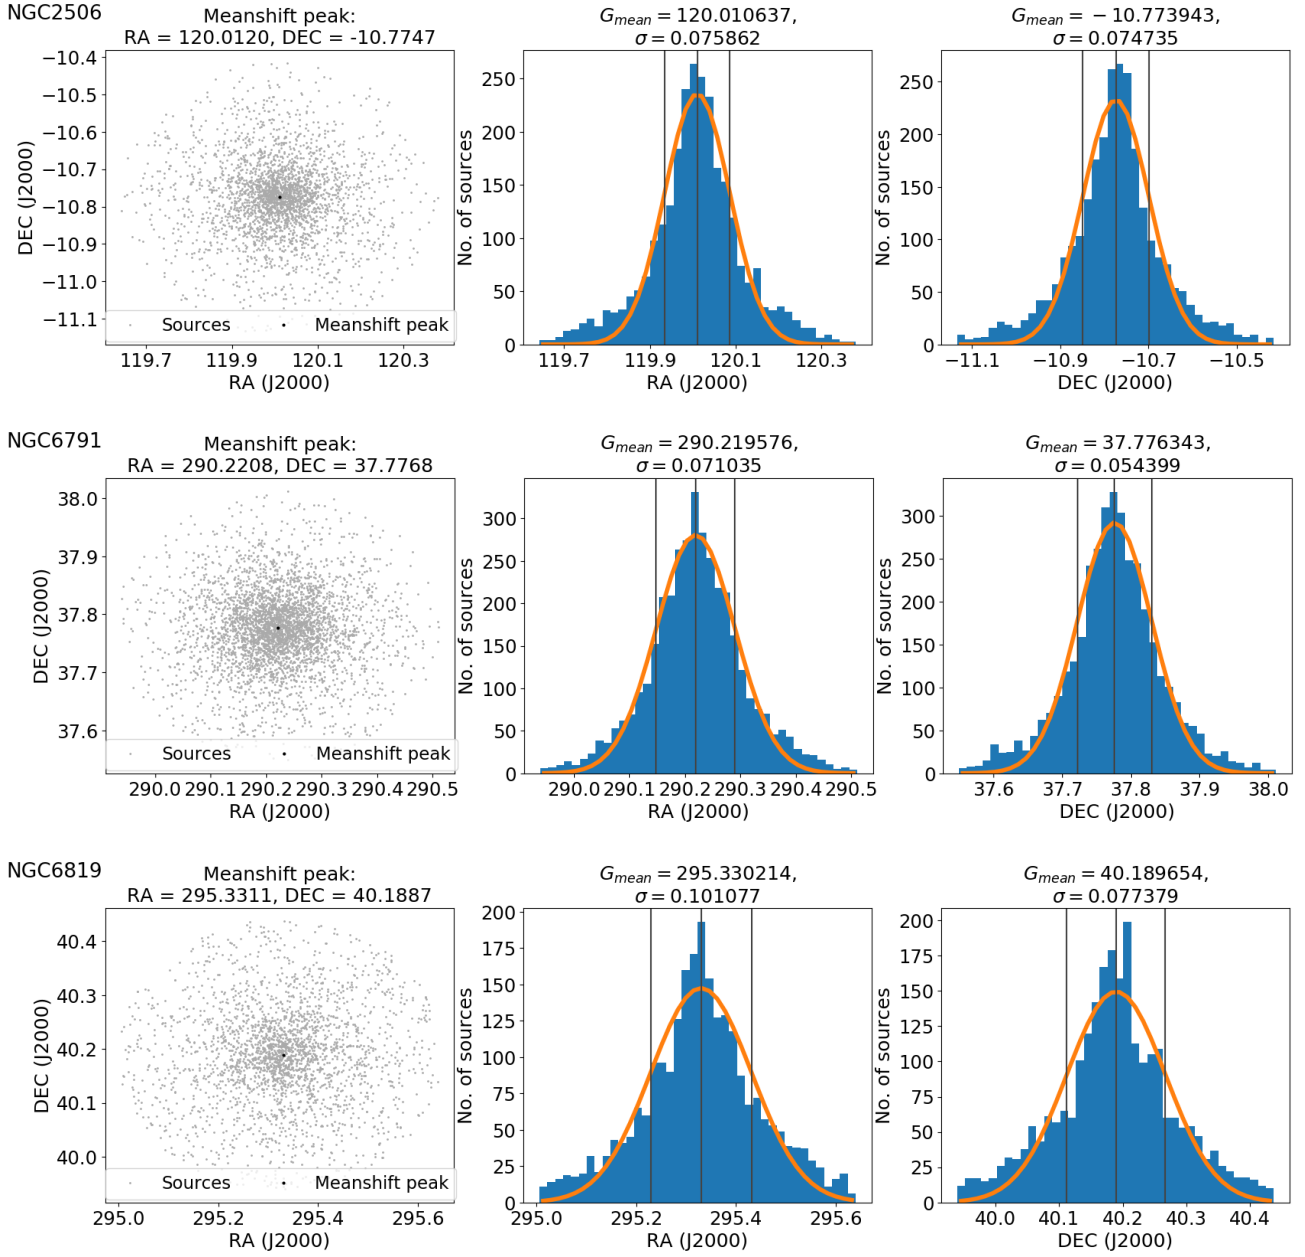 NGC2506
Meanshift peak:
RA = 120.0120, DEC = -10.7747
−10.4
−10.5
−10.6
−10.7
−10.8
−10.9
−11.0
−11.1
DEC (J2000)
Sources
Meanshift peak
119.7 119.9 120.1 120.3
RA (J2000)
G_mean = 120.010637,
σ = 0.075862
250
200
150
100
50
0
No. of sources
119.7 119.9 120.1 120.3
RA (J2000)
G_mean = −10.773943,
σ = 0.074735
250
200
150
100
50
0
No. of sources
−11.1 −10.9 −10.7 −10.5
DEC (J2000)
NGC6791
Meanshift peak:
RA = 290.2208, DEC = 37.7768
38.0
37.9
37.8
37.7
37.6
DEC (J2000)
Sources
Meanshift peak
290.0 290.1 290.2 290.3 290.4 290.5
RA (J2000)
G_mean = 290.219576,
σ = 0.071035
300
250
200
150
100
50
0
No. of sources
290.0 290.1 290.2 290.3 290.4 290.5
RA (J2000)
G_mean = 37.776343,
σ = 0.054399
300
250
200
150
100
50
0
No. of sources
37.6 37.7 37.8 37.9 38.0
DEC (J2000)
NGC6819
Meanshift peak:
RA = 295.3311, DEC = 40.1887
40.4
40.3
40.2
40.1
40.0
DEC (J2000)
Sources
Meanshift peak
295.0 295.2 295.4 295.6
RA (J2000)
G_mean = 295.330214,
σ = 0.101077
200
175
150
125
100
75
50
25
0
No. of sources
295.0 295.2 295.4 295.6
RA (J2000)
G_mean = 40.189654,
σ = 0.077379
200
175
150
125
100
75
50
25
0
No. of sources
40.0 40.1 40.2 40.3 40.4
DEC (J2000)